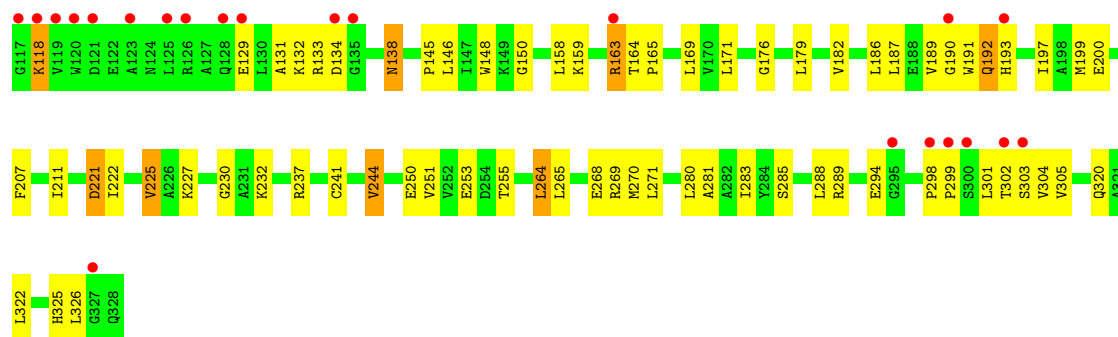 G117 K118 V119 W120 D121 E122 A123 N124 L125 R126 A127 Q128 E129 L130 A131 K132 R133 D134 G135 N138 P145 L146 I147 W148 K149 G150 L158 K159 R163 T164 P165 L169 V170 L171 G176 L179 V182 L186 L187 E188 V189 G190 W191 Q192 H193 I197 A198 M199 E200
F207 I211 D221 I222 V225 A226 K227 G230 A231 K232 R237 C241 V244 E250 V251 V252 E253 D254 T255 L264 L265 E268 R269 M270 L271 L280 A281 A282 I283 Y284 S285 L288 R289 E294 G295 P298 P299 S300 L301 T302 S303 V304 V305 Q320 A321
L322 H325 L326 G327 Q328